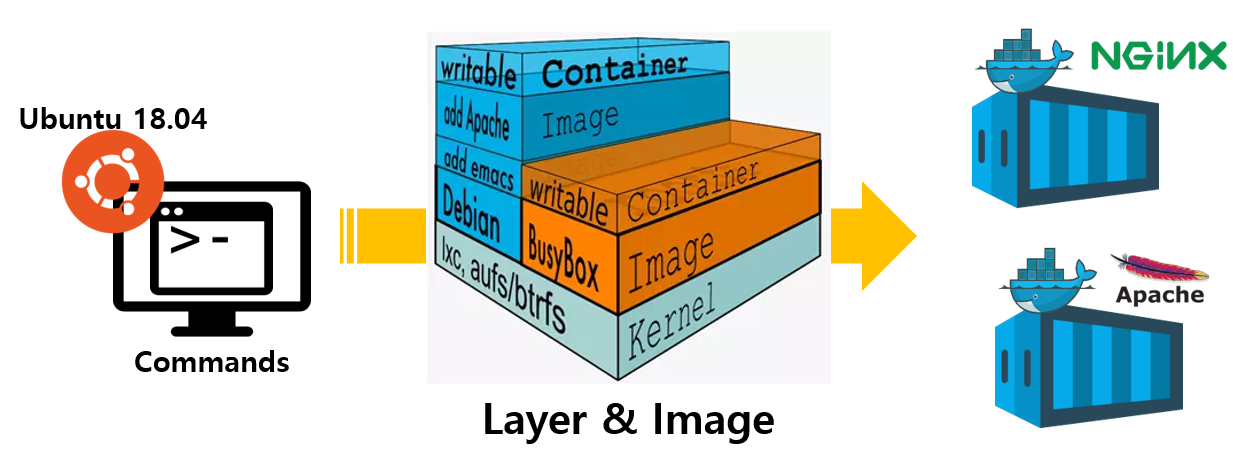 Ubuntu 18.04
>-
Commands
writable
Container
add Apache
Image
add emacs
Debian
writable
Container
BusyBox
Image
lxc, aufs/btrfs
Kernel
Layer & Image
NGINX
Apache